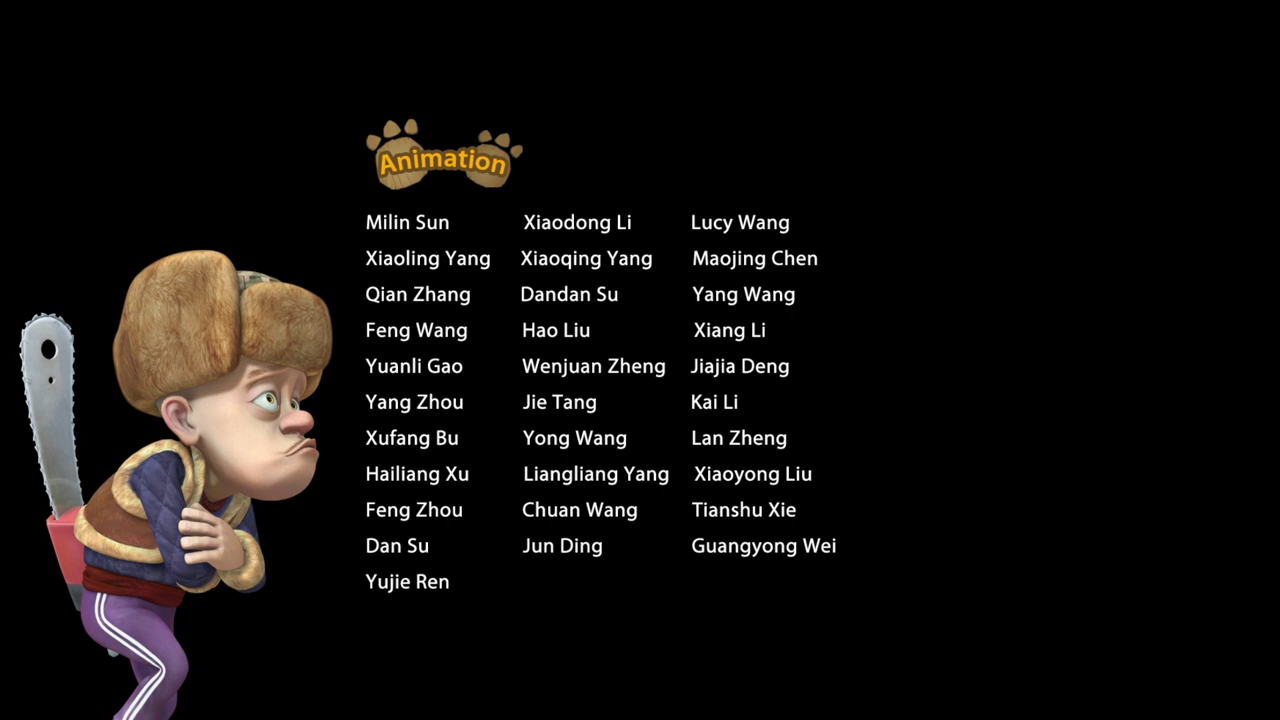 Animation
Milin Sun Xiaodong Li Lucy Wang
Xiaoling Yang Xiaoqing Yang Maojing Chen
Qian Zhang Dandan Su Yang Wang
Feng Wang Hao Liu Xiang Li
Yuanli Gao Wenjuan Zheng Jiajia Deng
Yang Zhou Jie Tang Kai Li
Xufang Bu Yong Wang Lan Zheng
Hailiang Xu Liangliang Yang Xiaoyong Liu
Feng Zhou Chuan Wang Tianshu Xie
Dan Su Jun Ding Guangyong Wei
Yujie Ren